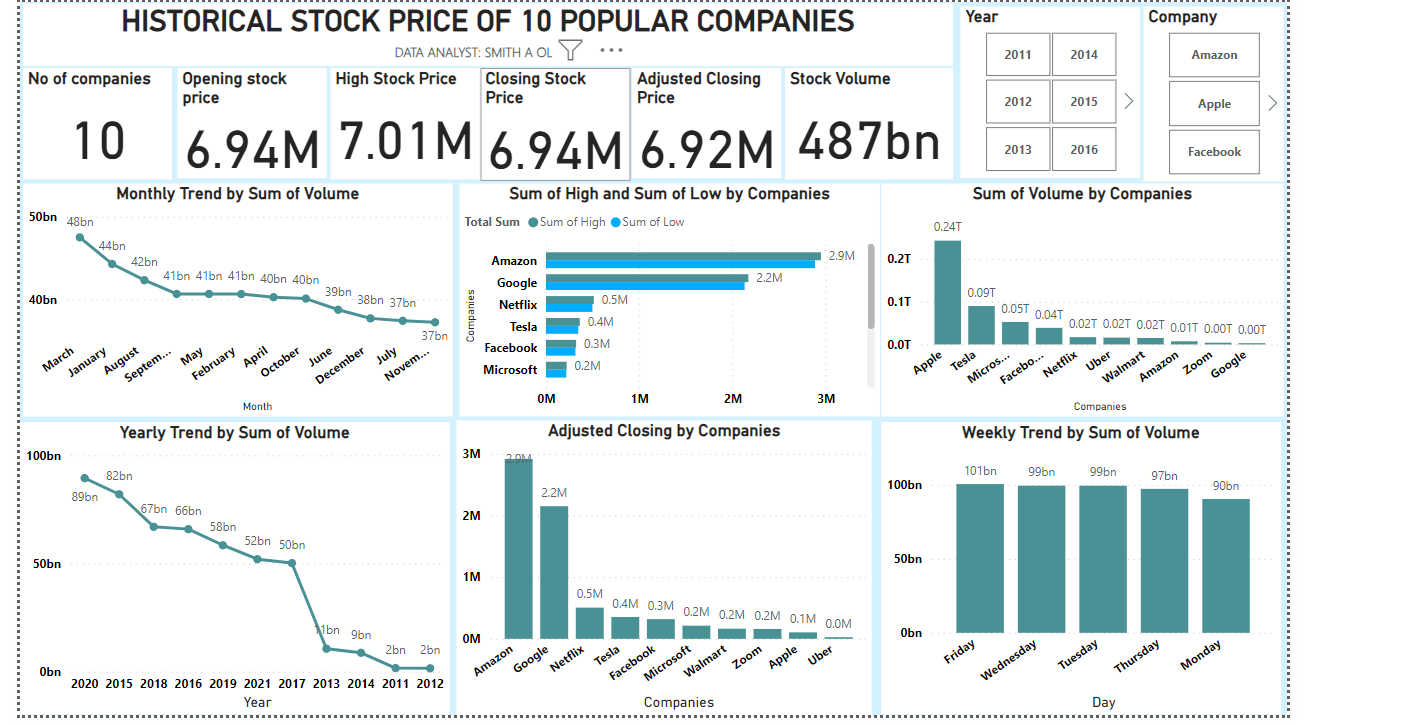 HISTORICAL STOCK PRICE OF 10 POPULAR COMPANIES
DATA ANALYST: SMITH A OL
Year
2011
2014
2012
2015
2013
2016
Company
Amazon
Apple
Facebook
No of companies
10
Opening stock
price
6.94M
High Stock Price
7.01M
Closing Stock
Price
6.94M
Adjusted Closing
Price
6.92M
Stock Volume
487bn
Monthly Trend by Sum of Volume
50bn
40bn
48bn
44bn
42bn
41bn
41bn
41bn
40bn
40bn
39bn
38bn
37bn
37bn
March
January
August
Septem...
May
February
April
October
June
December
July
Novem...
Month
Sum of High and Sum of Low by Companies
Total Sum
Sum of High
Sum of Low
Companies
Amazon
2.9M
Google
2.2M
Netflix
0.5M
Tesla
0.4M
Facebook
0.3M
Microsoft
0.2M
0M
1M
2M
3M
Sum of Volume by Companies
0.2T
0.1T
0.0T
0.24T
0.09T
0.05T
0.04T
0.02T
0.02T
0.02T
0.01T
0.00T
0.00T
Apple
Tesla
Micros...
Facebo...
Netflix
Uber
Walmart
Amazon
Zoom
Google
Companies
Yearly Trend by Sum of Volume
100bn
50bn
0bn
89bn
82bn
67bn
66bn
58bn
52bn
50bn
11bn
9bn
2bn
2bn
2020
2015
2018
2016
2019
2021
2017
2013
2014
2011
2012
Year
Adjusted Closing by Companies
3M
2M
1M
0M
2.9M
2.2M
0.5M
0.4M
0.3M
0.2M
0.2M
0.2M
0.1M
0.0M
Amazon
Google
Netflix
Tesla
Facebook
Microsoft
Walmart
Zoom
Apple
Uber
Companies
Weekly Trend by Sum of Volume
100bn
50bn
0bn
101bn
99bn
99bn
97bn
90bn
Friday
Wednesday
Tuesday
Thursday
Monday
Day